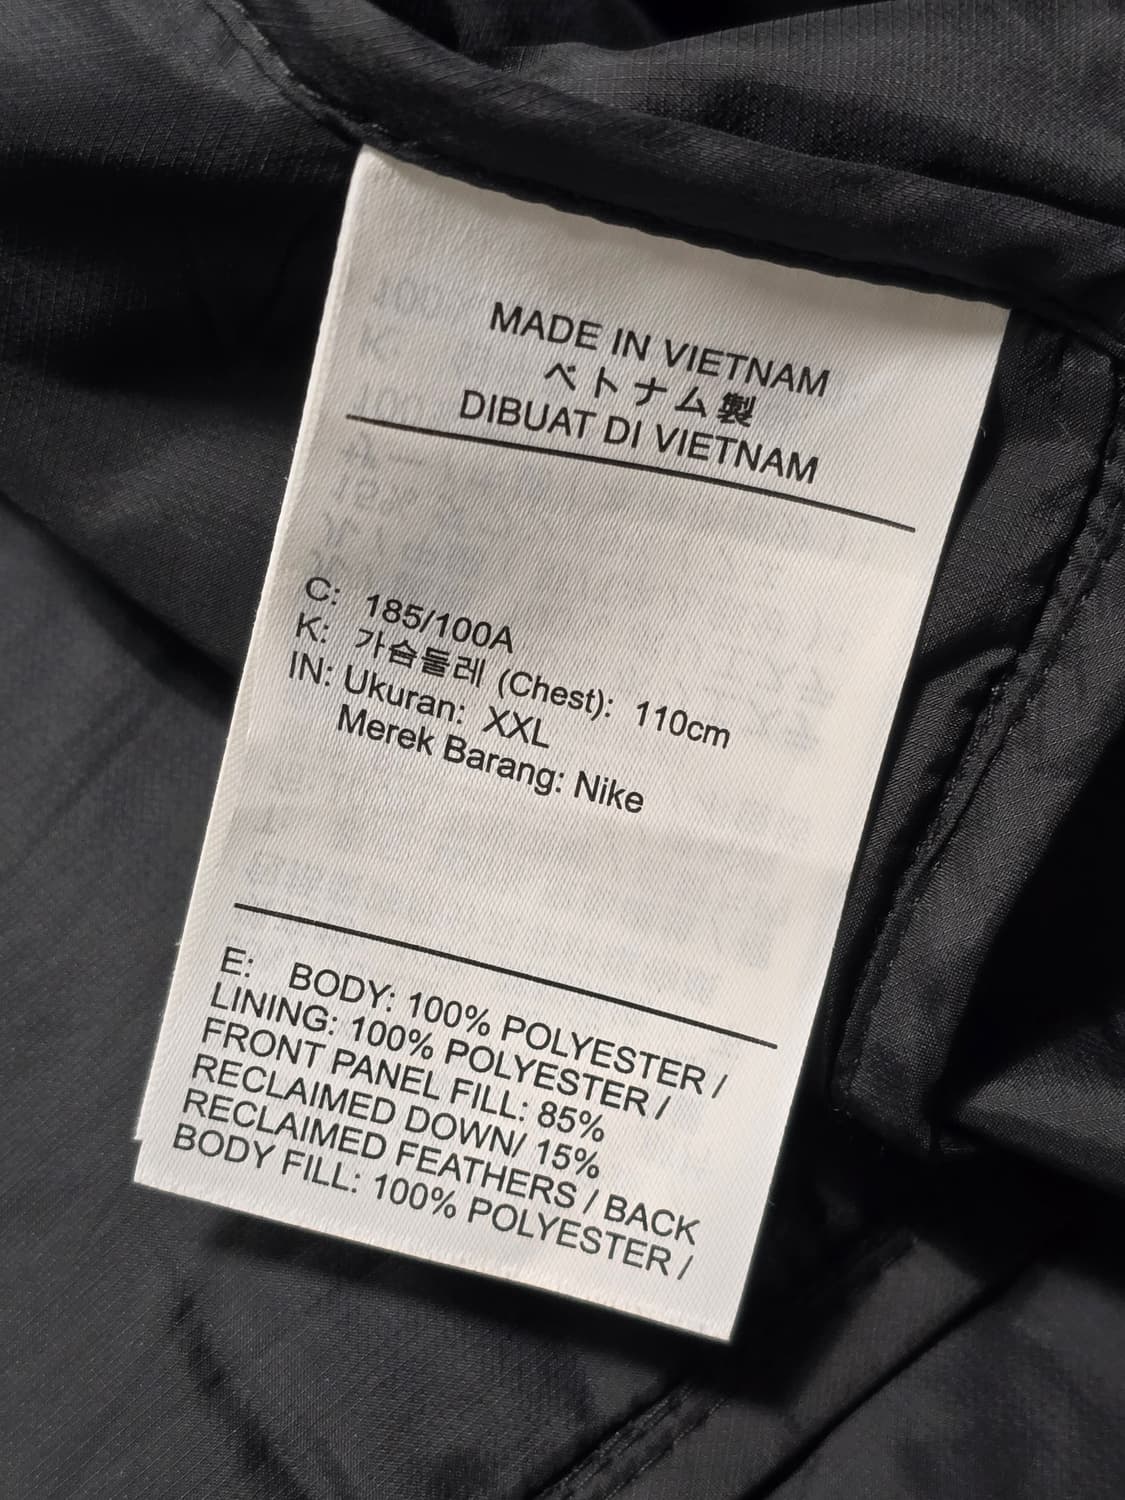 MADE IN VIETNAM
ベトナム製
DIBUAT DI VIETNAM
C: 185/100A
K: 가슴둘레 (Chest): 110cm
IN: Ukuran: XXL
Merek Barang: Nike
E: BODY: 100% POLYESTER /
LINING: 100% POLYESTER /
FRONT PANEL FILL: 85%
RECLAIMED DOWN/ 15%
RECLAIMED FEATHERS / BACK
BODY FILL: 100% POLYESTER /